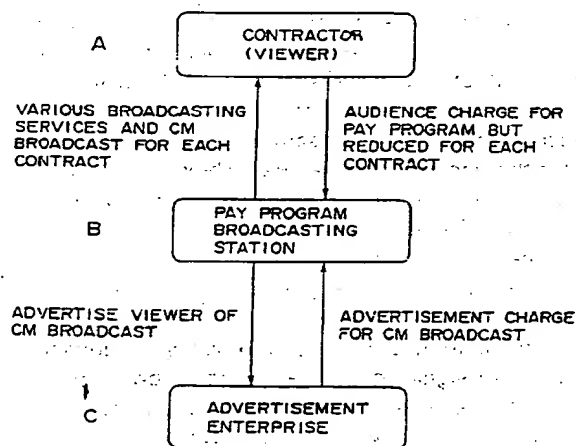 A
CONTRACTOR
(VIEWER)
VARIOUS BROADCASTING
SERVICES AND CM
BROADCAST FOR EACH
CONTRACT
AUDIENCE CHARGE FOR
PAY PROGRAM BUT
REDUCED FOR EACH
CONTRACT
B
PAY PROGRAM
BROADCASTING
STATION
ADVERTISE VIEWER OF
CM BROADCAST
ADVERTISEMENT CHARGE
FOR CM BROADCAST
C
ADVERTISEMENT
ENTERPRISE